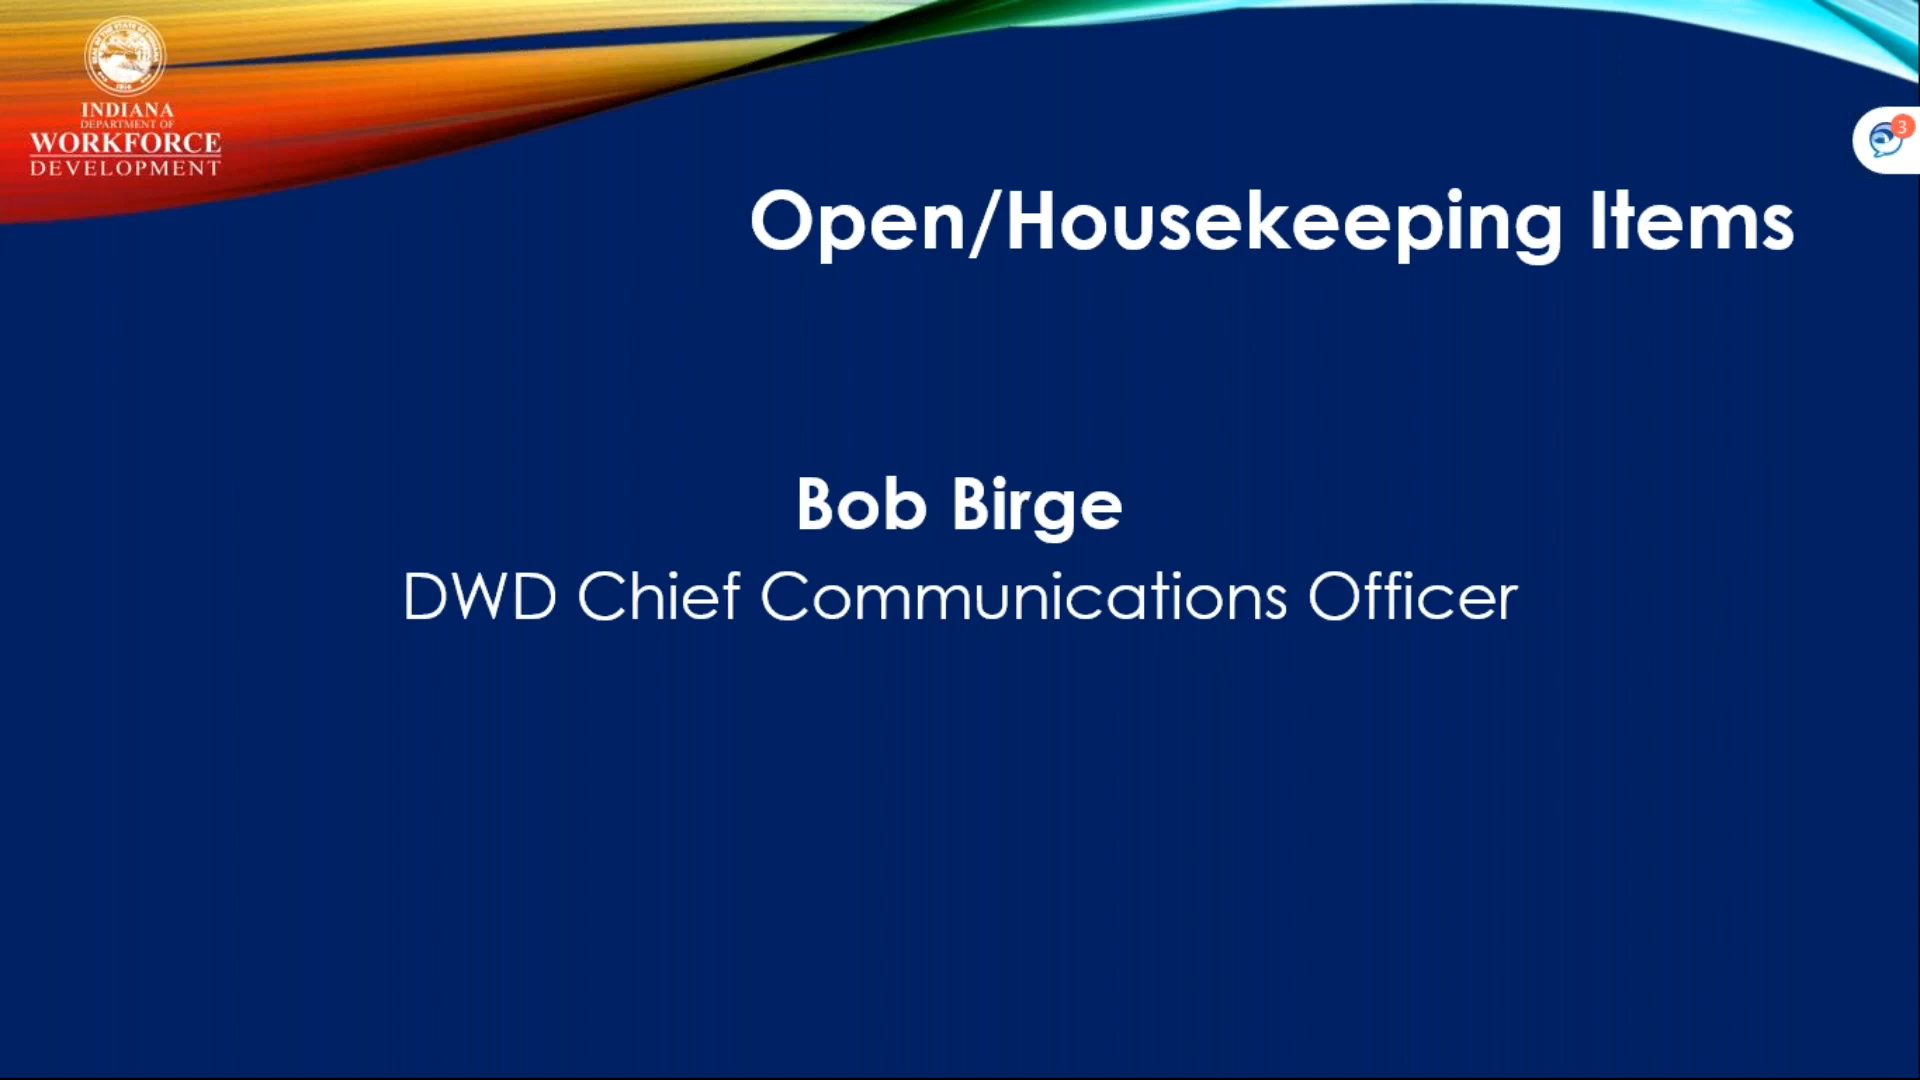 INDIANA
DEPARTMENT OF
WORKFORCE
DEVELOPMENT
3
Open/Housekeeping Items
Bob Birge
DWD Chief Communications Officer